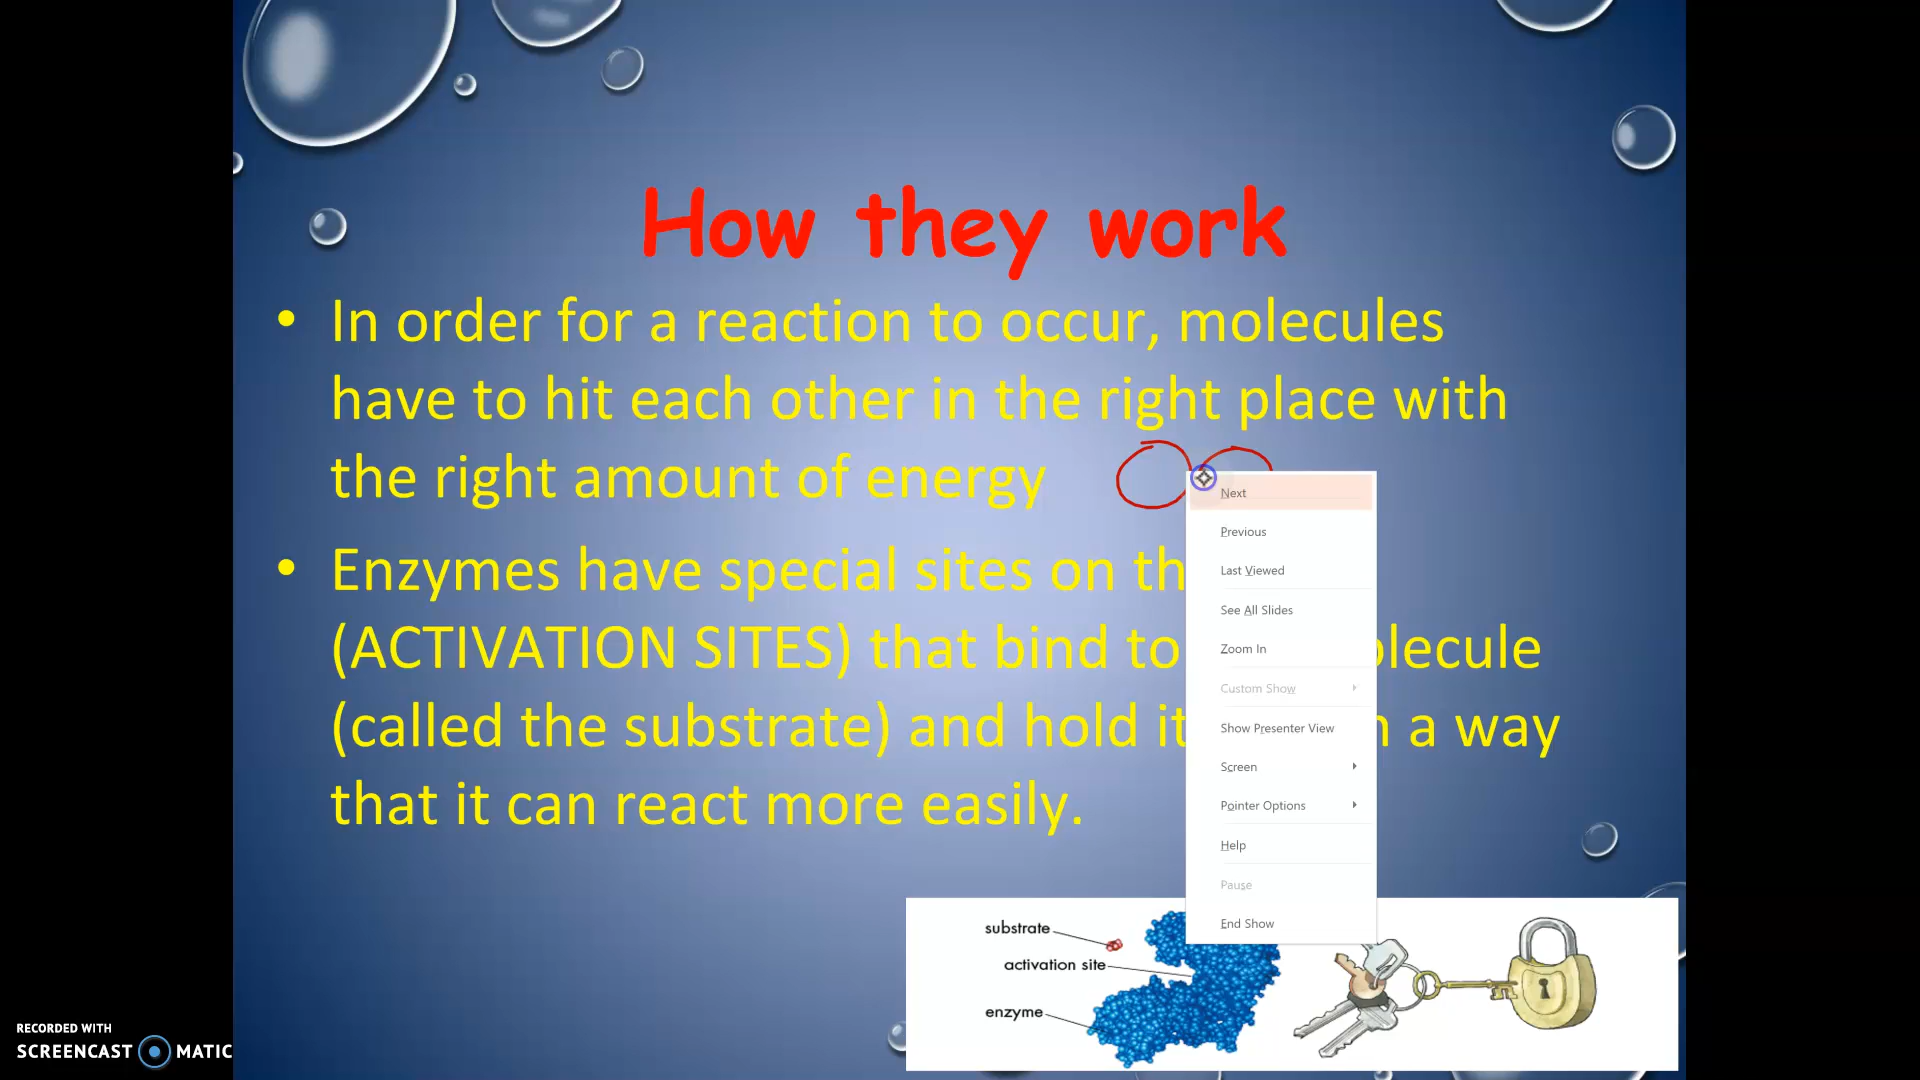 How they work
• In order for a reaction to occur, molecules
have to hit each other in the right place with
the right amount of energy
• Enzymes have special sites on
(ACTIVATION SITES) that bind to
(called the substrate) and hold it a way
that it can react more easily.
Next
Previous
Last Viewed
See All Slides
Zoom In
Custom Show
Show Presenter View
Screen
Pointer Options
Help
Pause
End Show
substrate
activation site
enzyme
RECORDED WITH
SCREENCAST MATIC